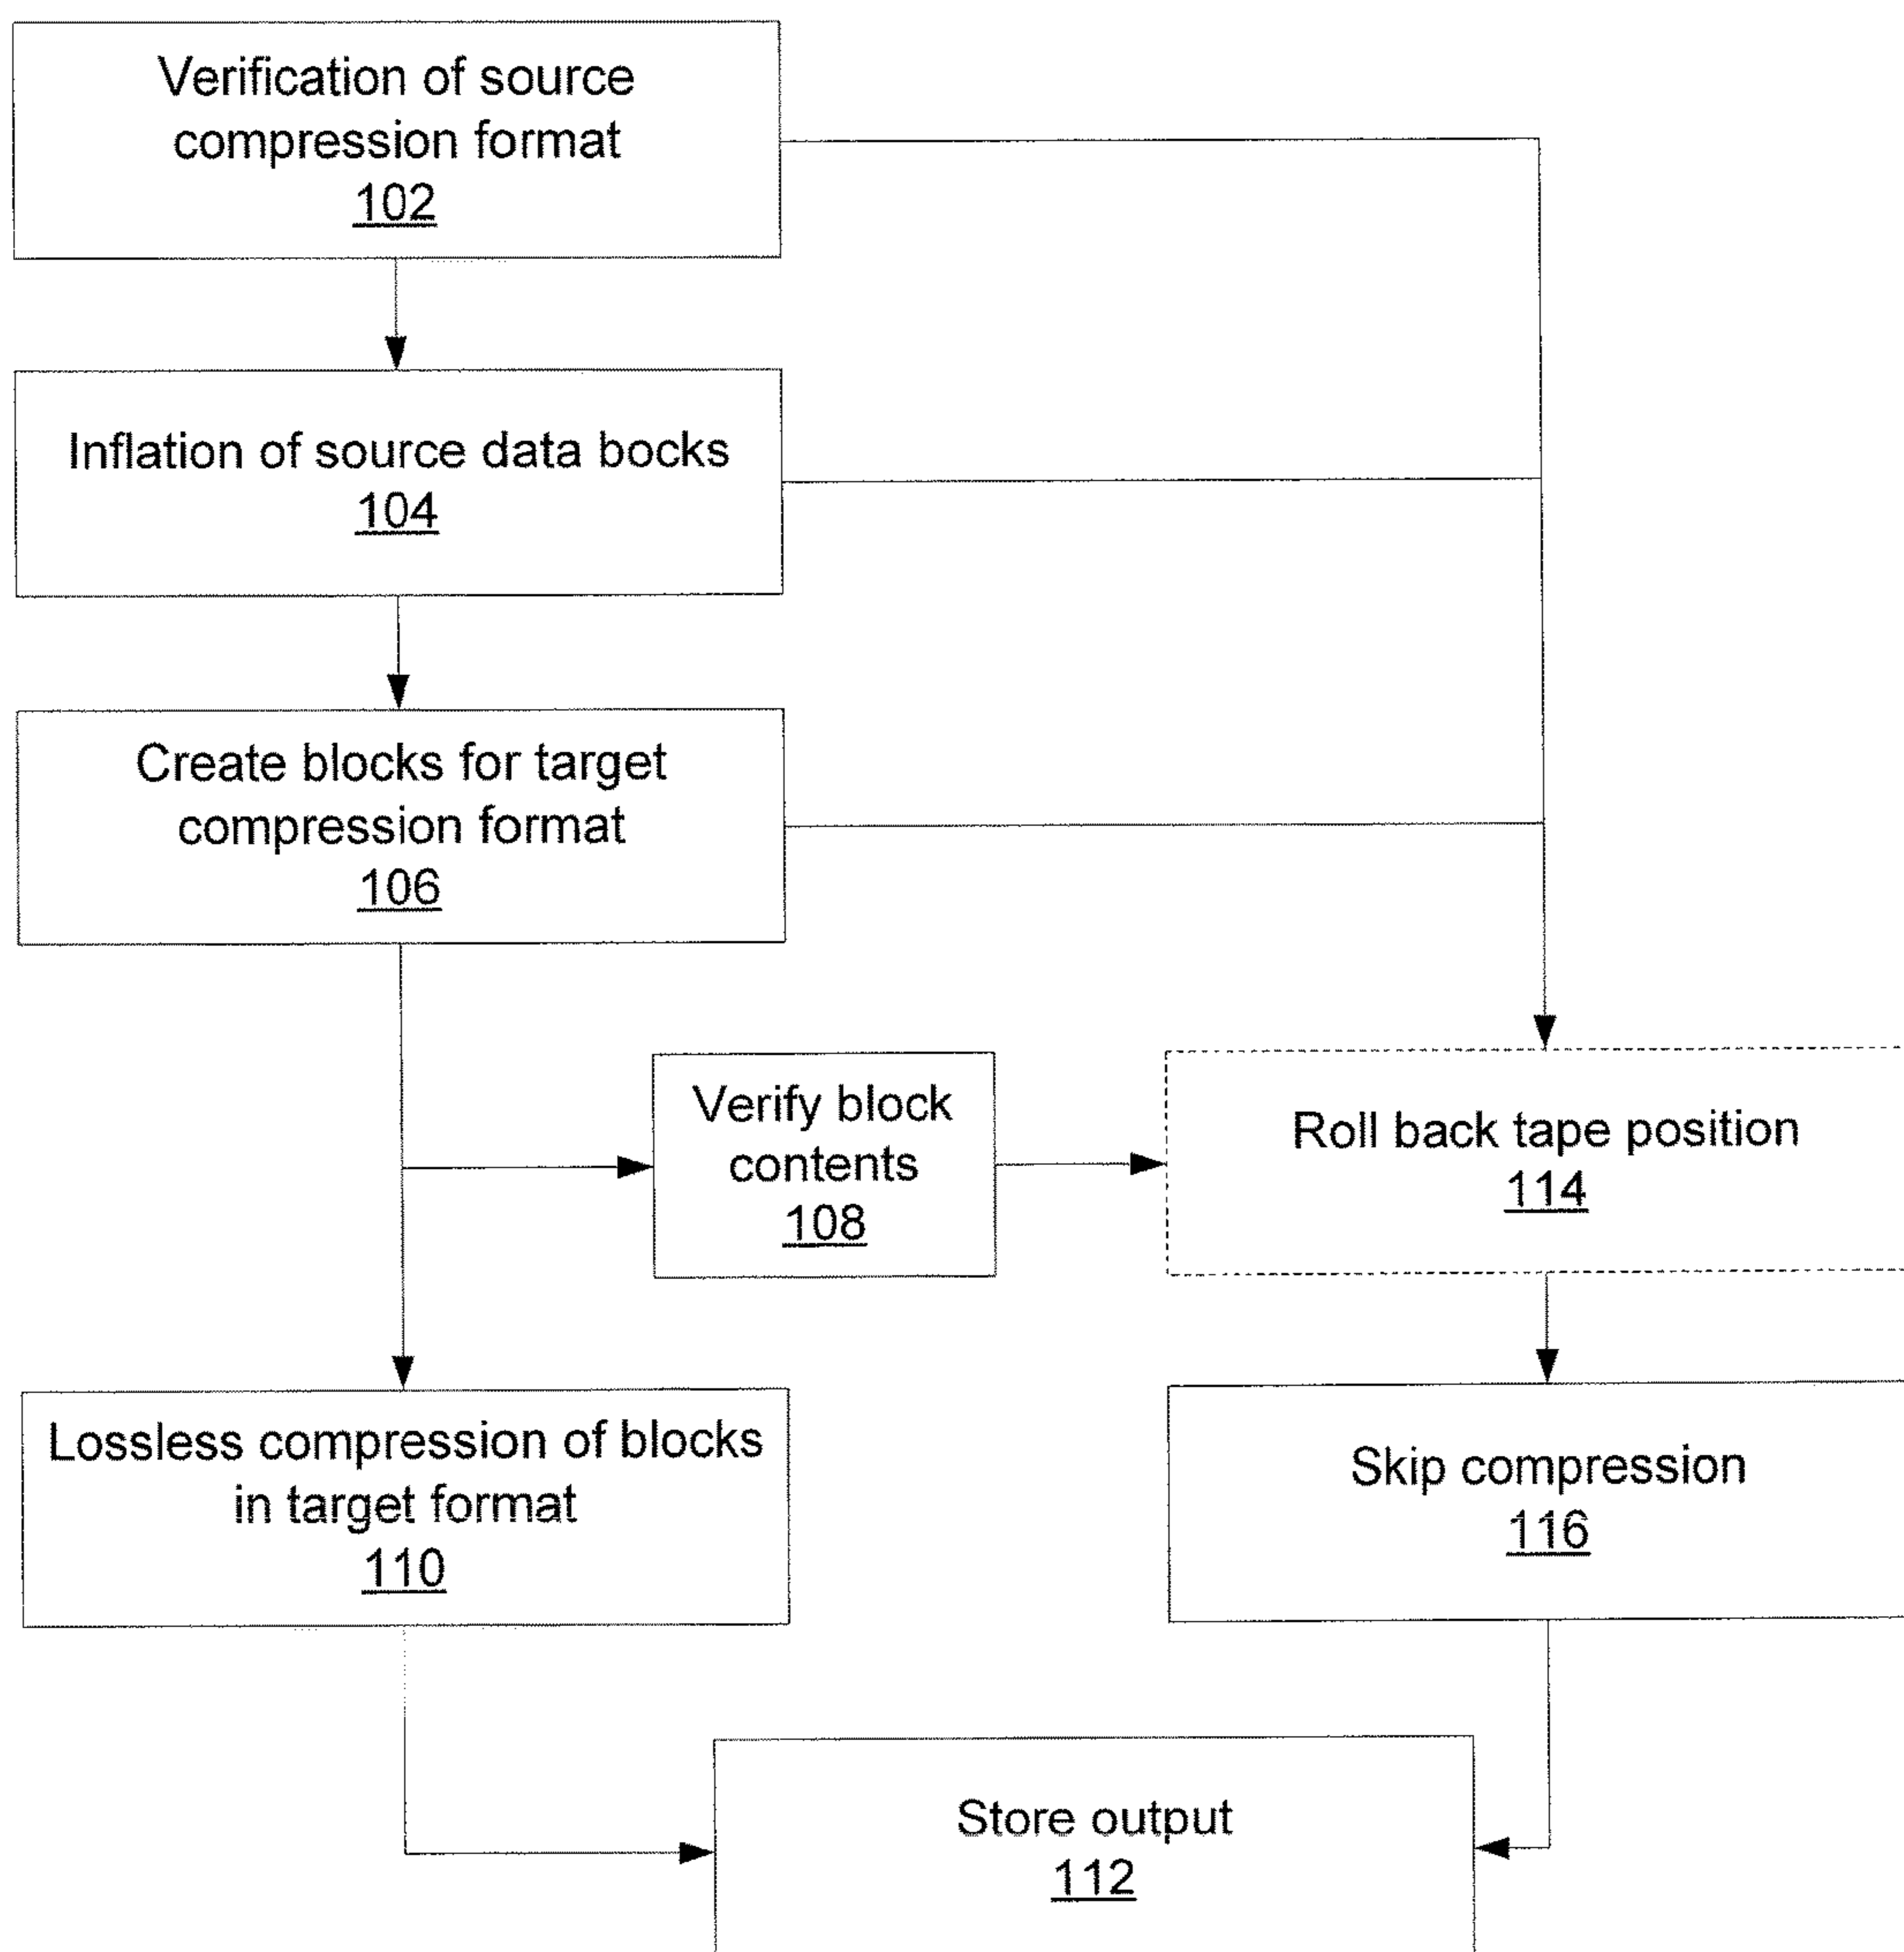 Verification of source
compression format
102
Inflation of source data bocks
104
Create blocks for target
compression format
106
Verify block
contents
108
Roll back tape position
114
Lossless compression of blocks
in target format
110
Skip compression
116
Store output
112